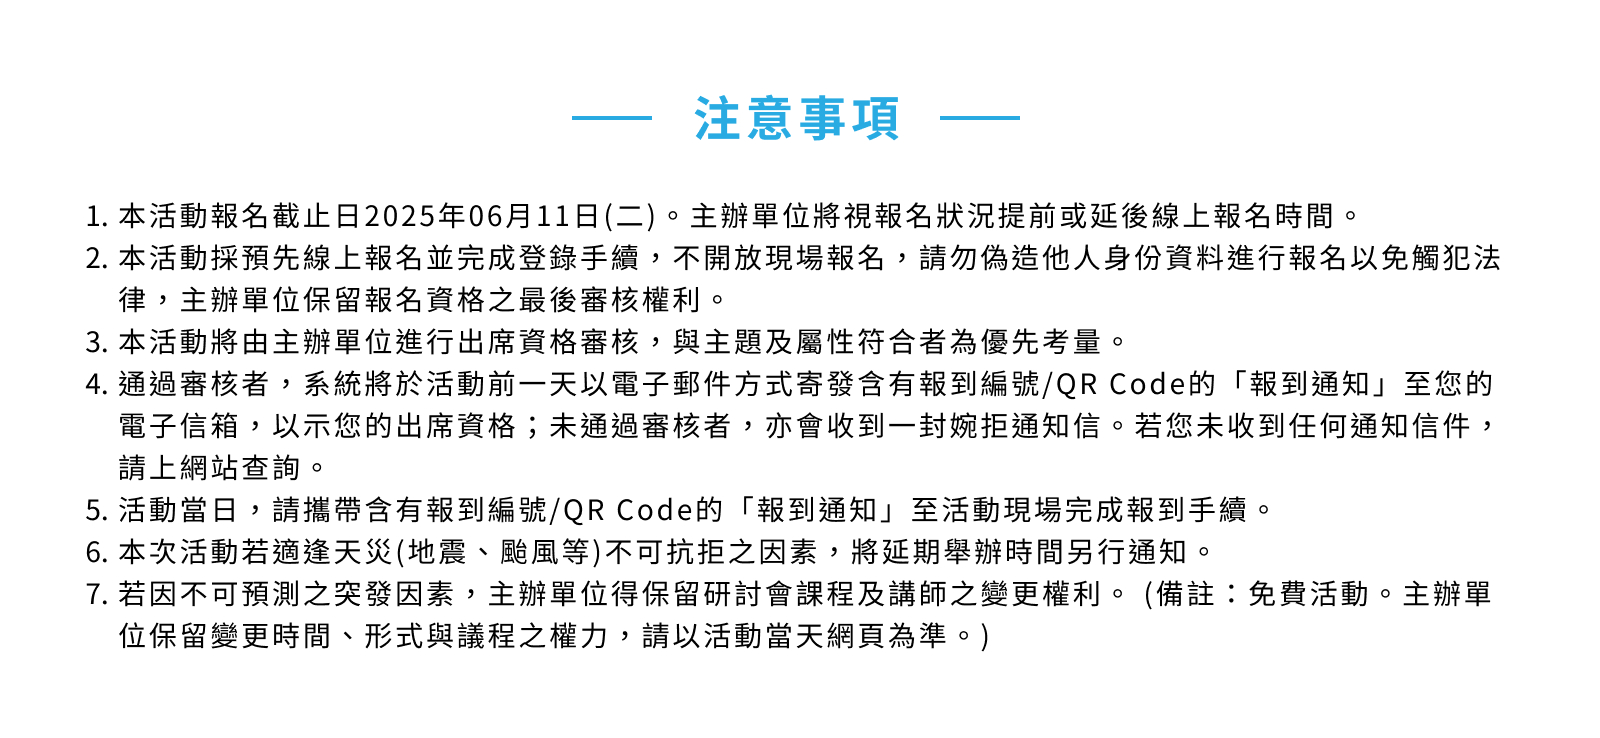 注意事項
1. 本活動報名截止日2025年06月11日(二)。主辦單位將視報名狀況提前或延後線上報名時間。
2. 本活動採預先線上報名並完成登錄手續，不開放現場報名，請勿偽造他人身份資料進行報名以免觸犯法
律，主辦單位保留報名資格之最後審核權利。
3. 本活動將由主辦單位進行出席資格審核，與主題及屬性符合者為優先考量。
4. 通過審核者，系統將於活動前一天以電子郵件方式寄發含有報到編號/QR Code的「報到通知」至您的
電子信箱，以示您的出席資格；未通過審核者，亦會收到一封婉拒通知信。若您未收到任何通知信件，
請上網站查詢。
5. 活動當日，請攜帶含有報到編號/QR Code的「報到通知」至活動現場完成報到手續。
6. 本次活動若適逢天災(地震、颱風等)不可抗拒之因素，將延期舉辦時間另行通知。
7. 若因不可預測之突發因素，主辦單位得保留研討會課程及講師之變更權利。 (備註：免費活動。主辦單
位保留變更時間、形式與議程之權力，請以活動當天網頁為準。)